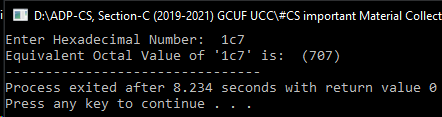 D:\ADP-CS, Section-C (2019-2021) GCUF UCC\#CS important Material Collect
Enter Hexadecimal Number:  1c7
Equivalent Octal Value of '1c7' is:  (707)
--------------------------------
Process exited after 8.234 seconds with return value 0
Press any key to continue . . .